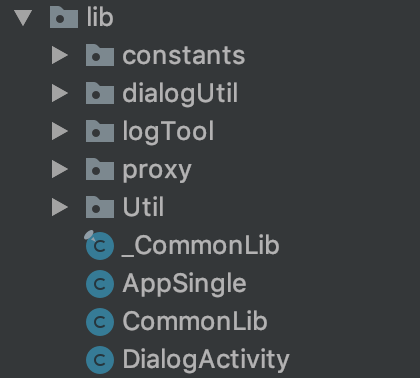 lib
constants
dialogUtil
logTool
proxy
Util
_CommonLib
AppSingle
CommonLib
DialogActivity